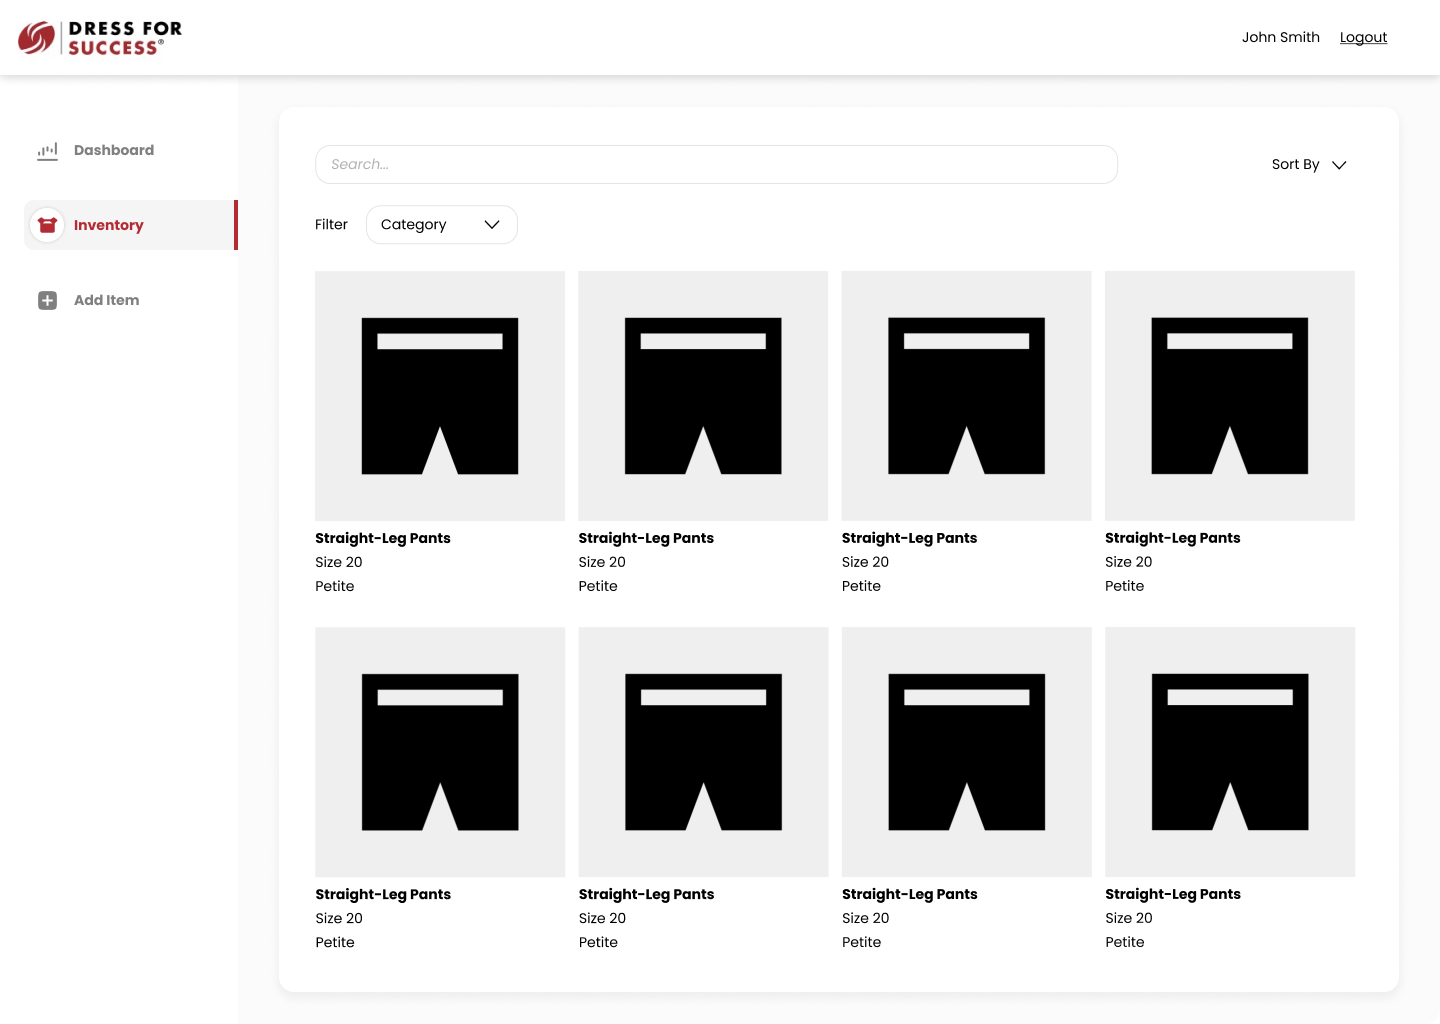 DRESS FOR
SUCCESS®
John Smith Logout
Dashboard
Inventory
Add Item
Search...
Sort By
Filter Category
Straight-Leg Pants
Size 20
Petite
Straight-Leg Pants
Size 20
Petite
Straight-Leg Pants
Size 20
Petite
Straight-Leg Pants
Size 20
Petite
Straight-Leg Pants
Size 20
Petite
Straight-Leg Pants
Size 20
Petite
Straight-Leg Pants
Size 20
Petite
Straight-Leg Pants
Size 20
Petite